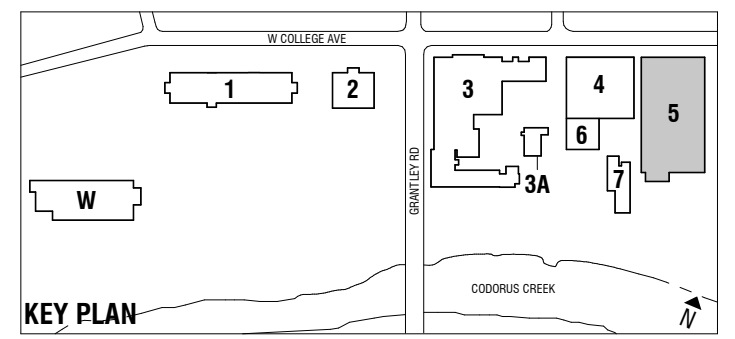 W COLLEGE AVE
1
2
3
4
5
6
3A
7
W
GRANTLEY RD
CODORUS CREEK
KEY PLAN
N